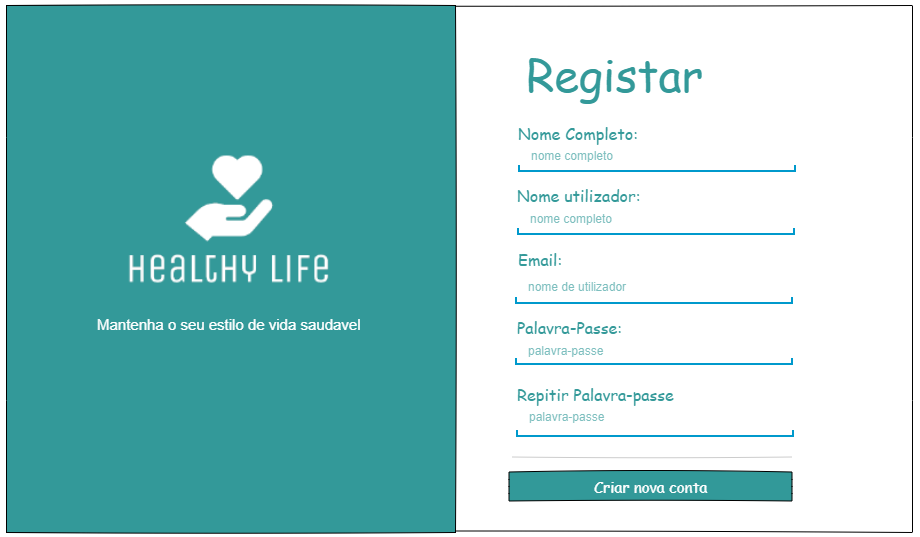 HeaLTHY LIFe
Mantenha o seu estilo de vida saudavel
Registar
Nome Completo:
nome completo
Nome utilizador:
nome completo
Email:
nome de utilizador
Palavra-Passe:
palavra-passe
Repitir Palavra-passe
palavra-passe
Criar nova conta